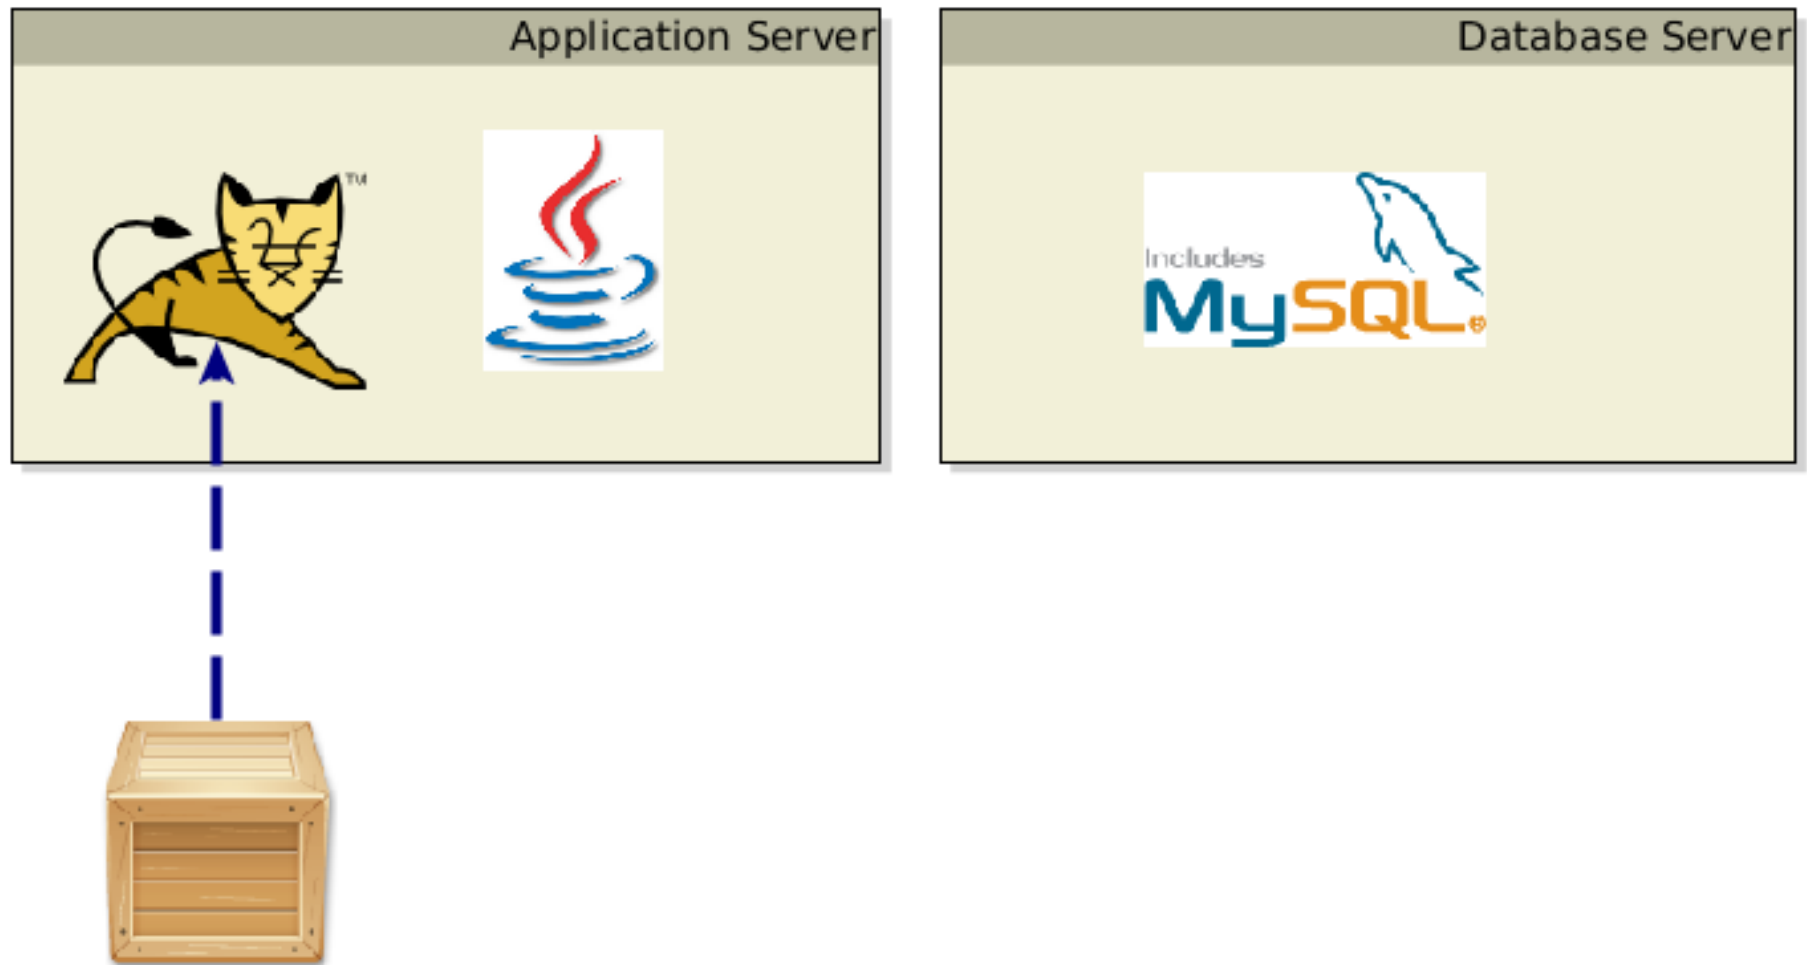 Application Server
Database Server
TM
Includes
MySQL®